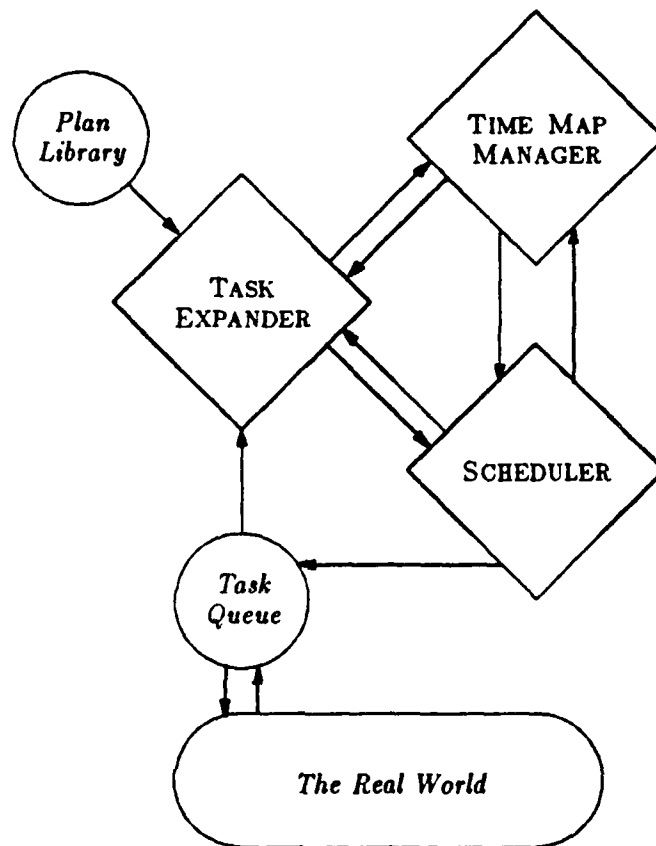 Plan
Library
TIME MAP
MANAGER
TASK
EXPANDER
SCHEDULER
Task
Queue
The Real World